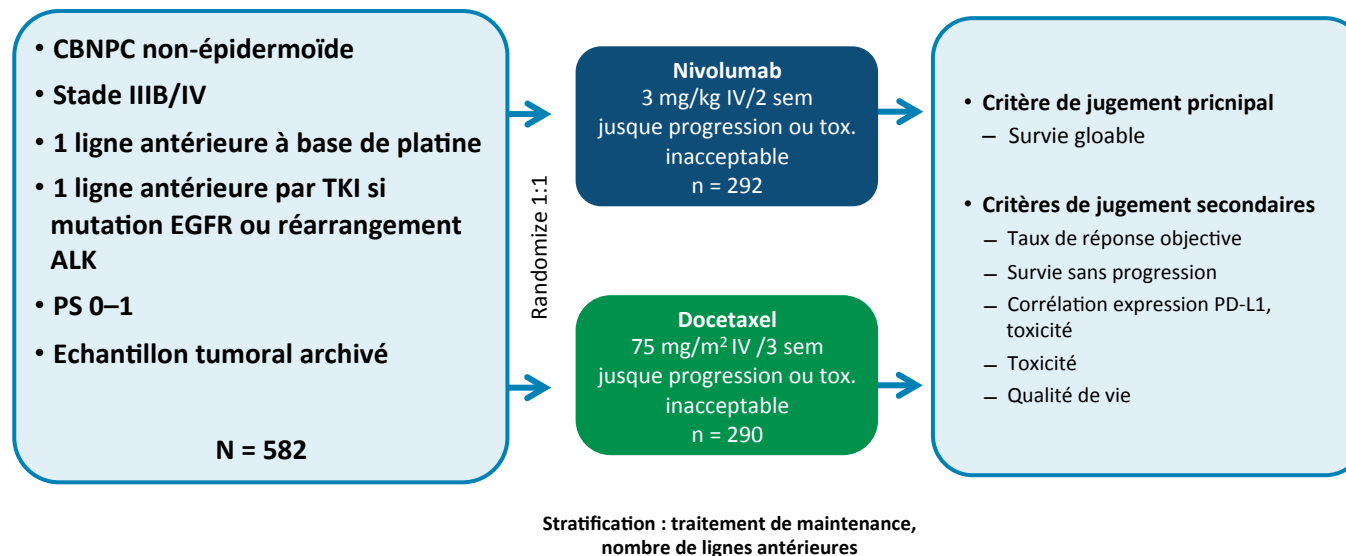 • CBNPC non-épidermoïde
• Stade IIIB/IV
• 1 ligne antérieure à base de platine
• 1 ligne antérieure par TKI si
mutation EGFR ou réarrangement
ALK
• PS 0–1
• Echantillon tumoral archivé
N = 582
Randomize 1:1
Nivolumab
3 mg/kg IV/2 sem
jusque progression ou tox.
inacceptable
n = 292
Docetaxel
75 mg/m² IV /3 sem
jusque progression ou tox.
inacceptable
n = 290
• Critère de jugement pricnipal
– Survie gloable
• Critères de jugement secondaires
– Taux de réponse objective
– Survie sans progression
– Corrélation expression PD-L1,
toxicité
– Toxicité
– Qualité de vie
Stratification : traitement de maintenance,
nombre de lignes antérieures